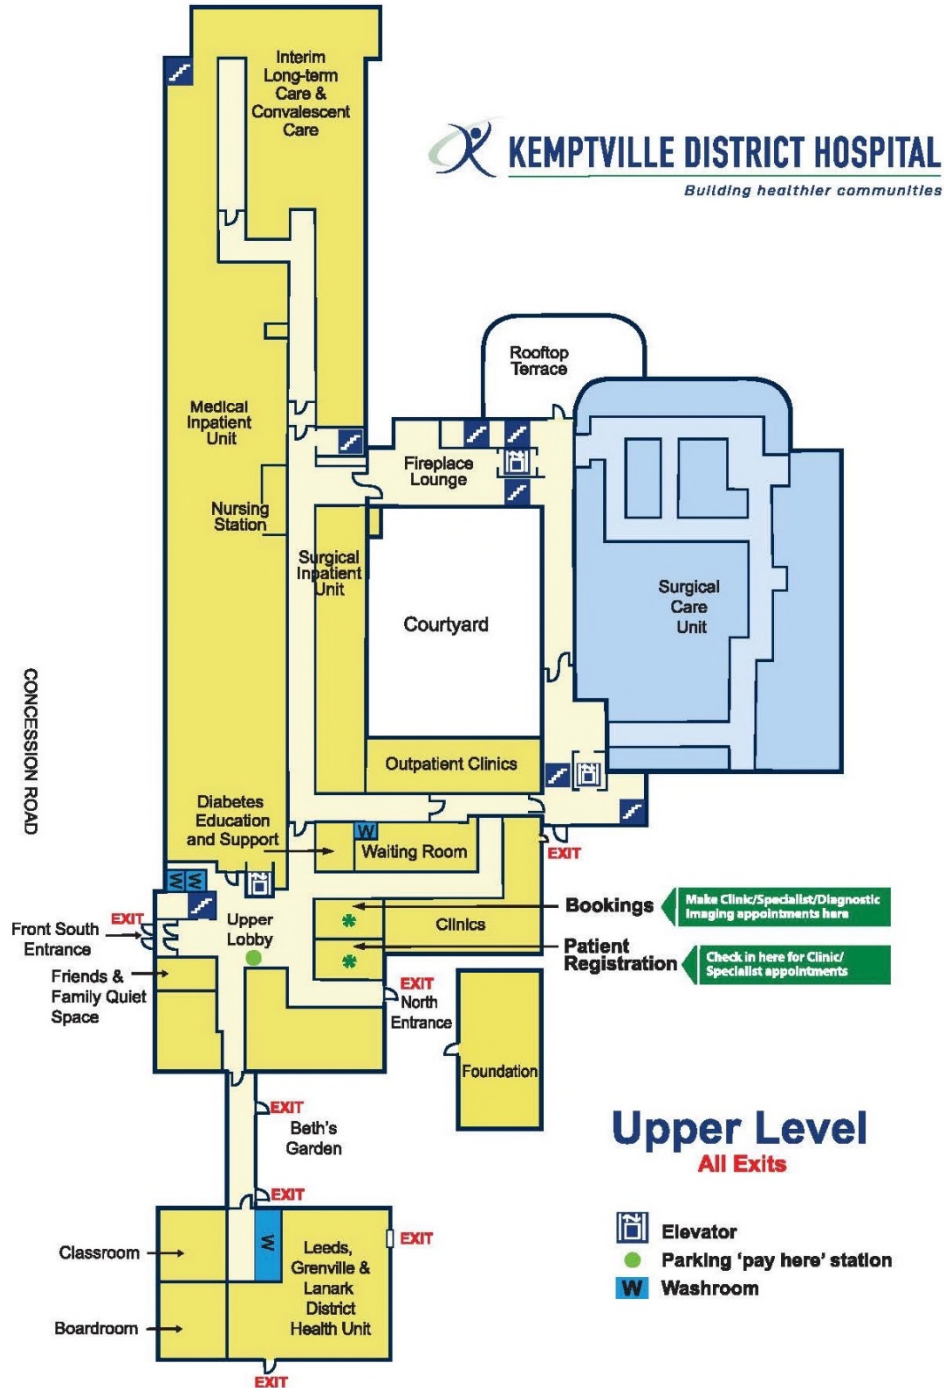 Interim
Long-term
Care &
Convalescent
Care
KEMPTVILLE DISTRICT HOSPITAL
Building healthier communities
Rooftop
Terrace
Medical
Inpatient
Unit
Fireplace
Lounge
Nursing
Station
Surgical
Inpatient
Unit
Surgical
Care
Unit
Courtyard
CONCESSION ROAD
Outpatient Clinics
Diabetes
Education
and Support
W
Waiting Room
EXIT
W
W
Bookings
Make Clinic/Specialist/Diagnostic
Imaging appointments here
EXIT
Front South
Entrance
Upper
Lobby
Clinics
Patient
Registration
Check in here for Clinic/
Specialist appointments
Friends &
Family Quiet
Space
EXIT
North
Entrance
Foundation
EXIT
Beth's
Garden
Upper Level
All Exits
EXIT
Elevator
Parking 'pay here' station
W Washroom
Classroom
W
Leeds,
Grenville &
Lanark
District
Health Unit
EXIT
Boardroom
EXIT